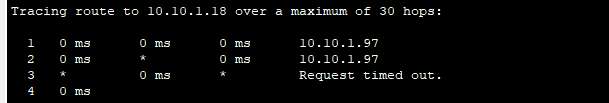 Tracing route to 10.10.1.18 over a maximum of 30 hops:
1 0 ms 0 ms 0 ms 10.10.1.97
2 0 ms * 0 ms 10.10.1.97
3 * 0 ms * Request timed out.
4 0 ms